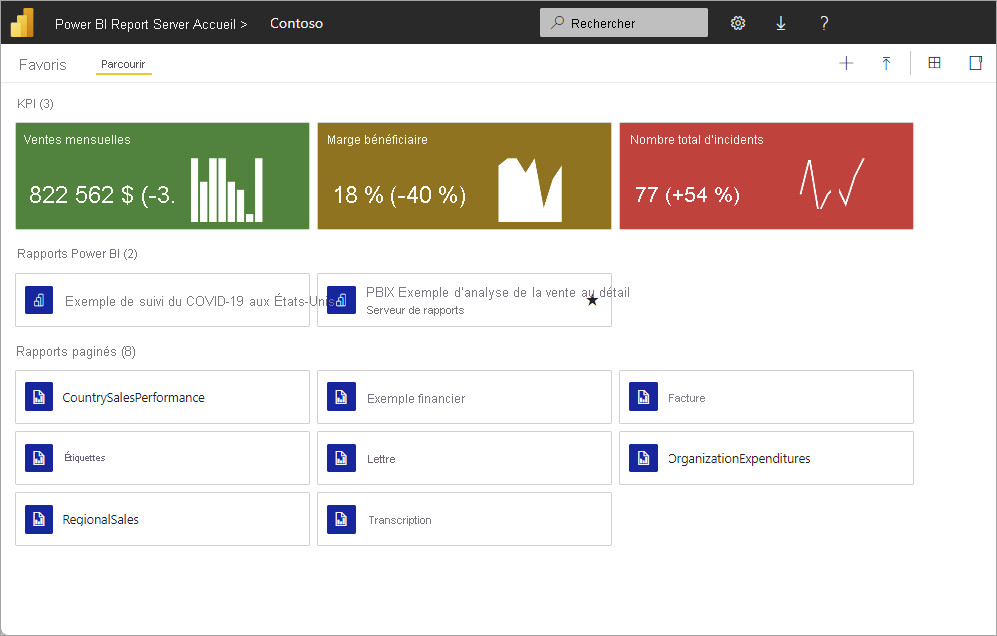 Power BI Report Server Accueil > Contoso
Rechercher
?
Favoris Parcourir
KPI (3)
Ventes mensuelles
822 562 $ (-3.
Marge bénéficiaire
18 % (-40 %)
Nombre total d'incidents
77 (+54 %)
Rapports Power BI (2)
Exemple de suivi du COVID-19 aux États-Unis
PBIX Exemple d'analyse de la vente au détail
Serveur de rapports
Rapports paginés (8)
CountrySalesPerformance
Exemple financier
Facture
Étiquettes
Lettre
OrganizationExpenditures
RegionalSales
Transcription